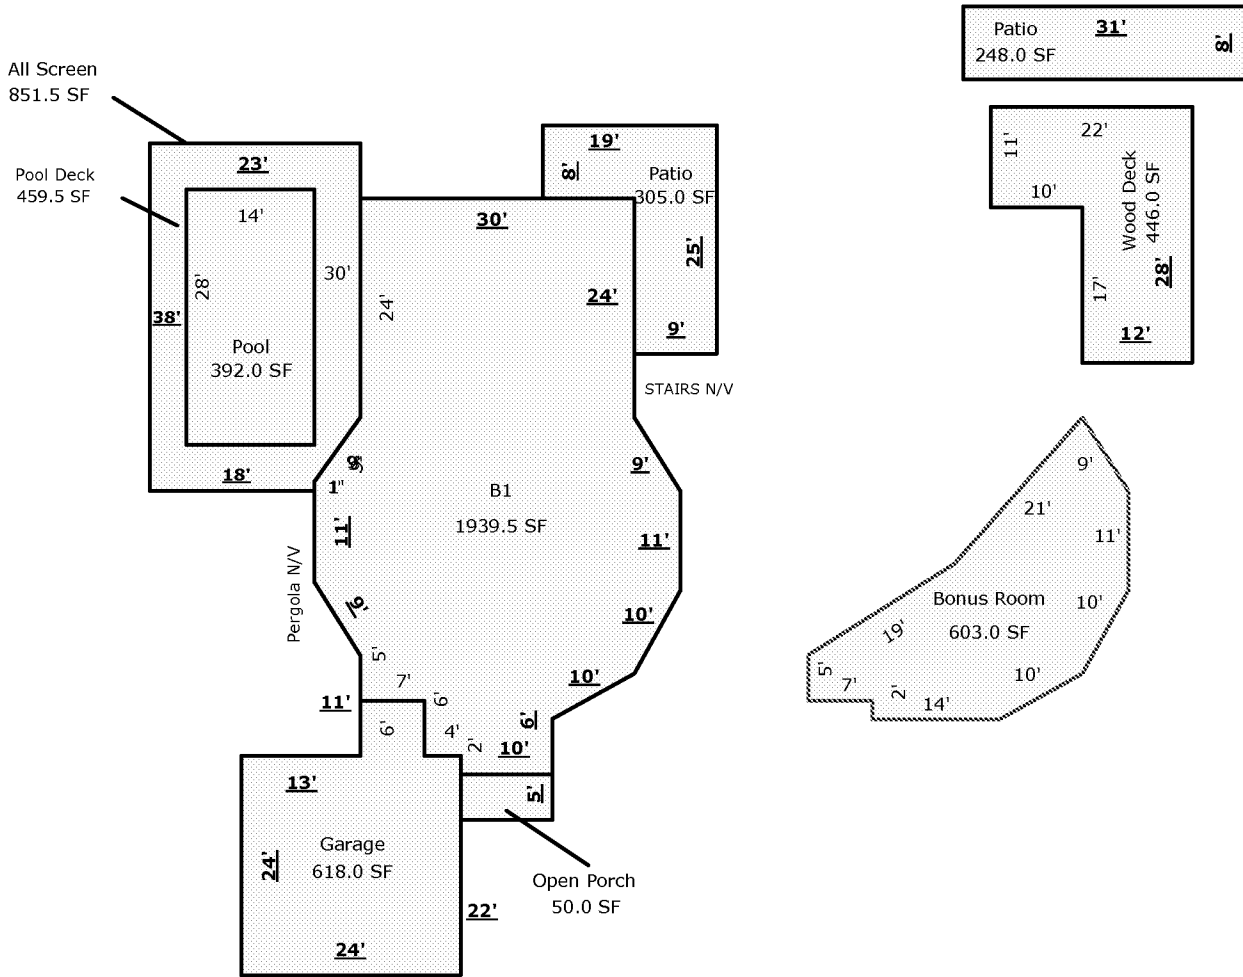 Patio
31'
8'
248.0 SF
All Screen
851.5 SF
23'
19'
8'
Patio
305.0 SF
11'
22'
10'
Wood Deck
446.0 SF
Pool Deck
459.5 SF
14'
30'
25'
28'
30'
24'
24'
17'
28'
38'
Pool
392.0 SF
9'
12'
STAIRS N/V
18'
1"
9'
9'
B1
1939.5 SF
21'
11'
11'
11'
Pergola N/V
9'
10'
10'
Bonus Room
603.0 SF
19'
5'
7'
10'
5'
7'
2'
14'
10'
11'
6'
6'
4'
2'
10'
6'
13'
5'
Garage
618.0 SF
24'
Open Porch
50.0 SF
22'
24'